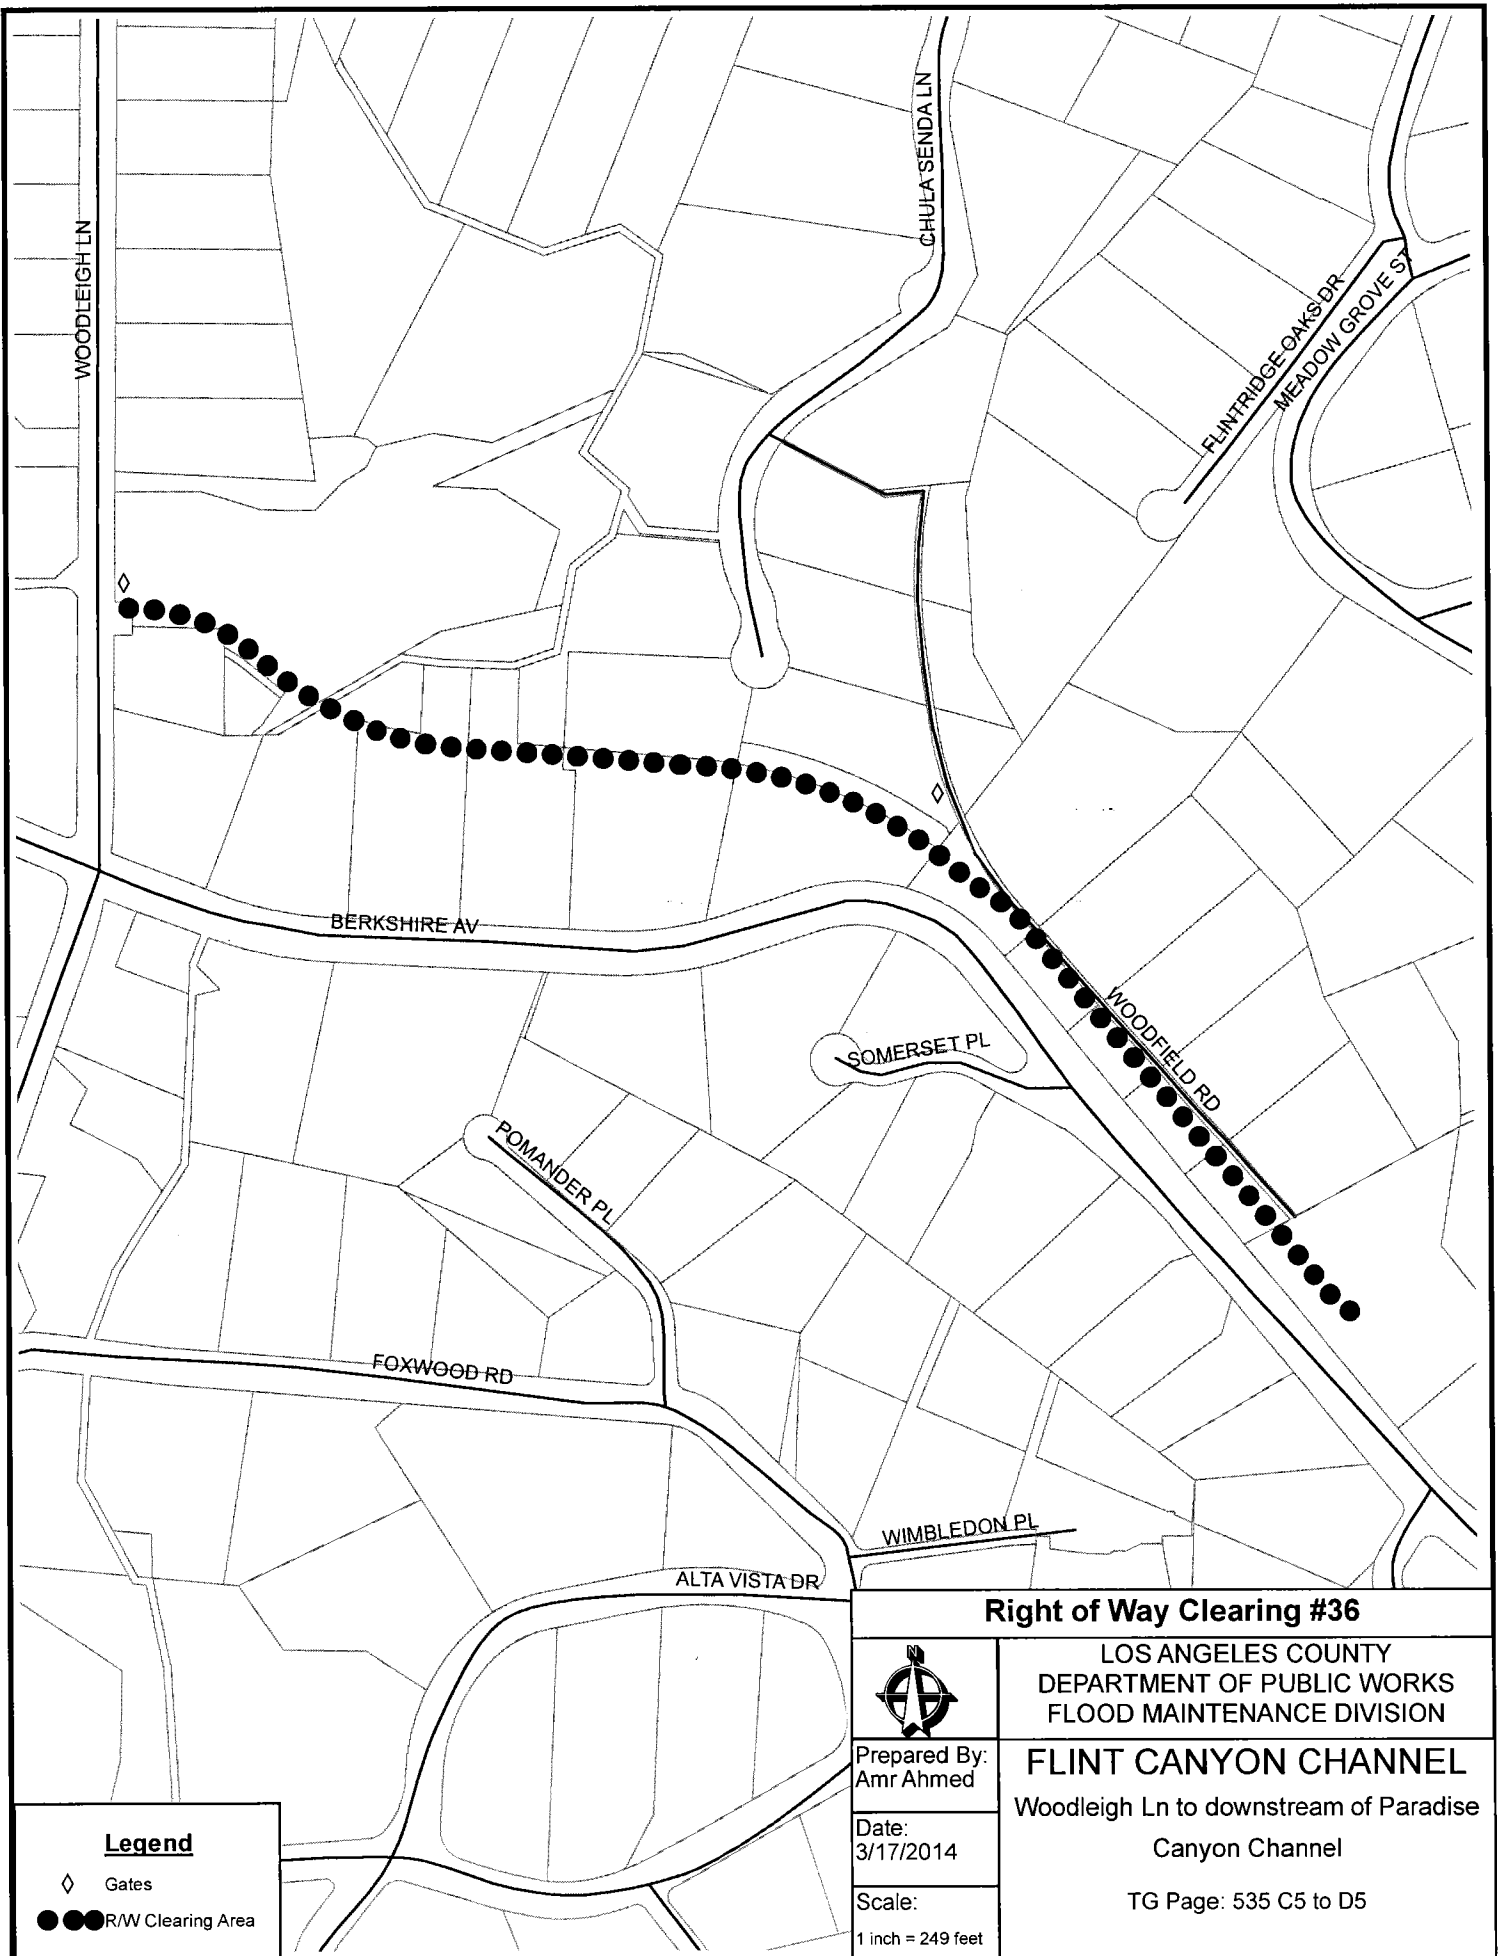 WOODLEIGH LN
CHULA SENDA LN
FLINTRIDGE OAKS DR
MEADOW GROVE ST
BERKSHIRE AV
SOMERSET PL
WOODFIELD RD
POMANDER PL
FOXWOOD RD
WIMBLEDON PL
ALTA VISTA DR
Right of Way Clearing #36
N
LOS ANGELES COUNTY
DEPARTMENT OF PUBLIC WORKS
FLOOD MAINTENANCE DIVISION
Prepared By:
Amr Ahmed
Date:
3/17/2014
Scale:
1 inch = 249 feet
FLINT CANYON CHANNEL
Woodleigh Ln to downstream of Paradise
Canyon Channel
TG Page: 535 C5 to D5
Legend
Gates
R/W Clearing Area